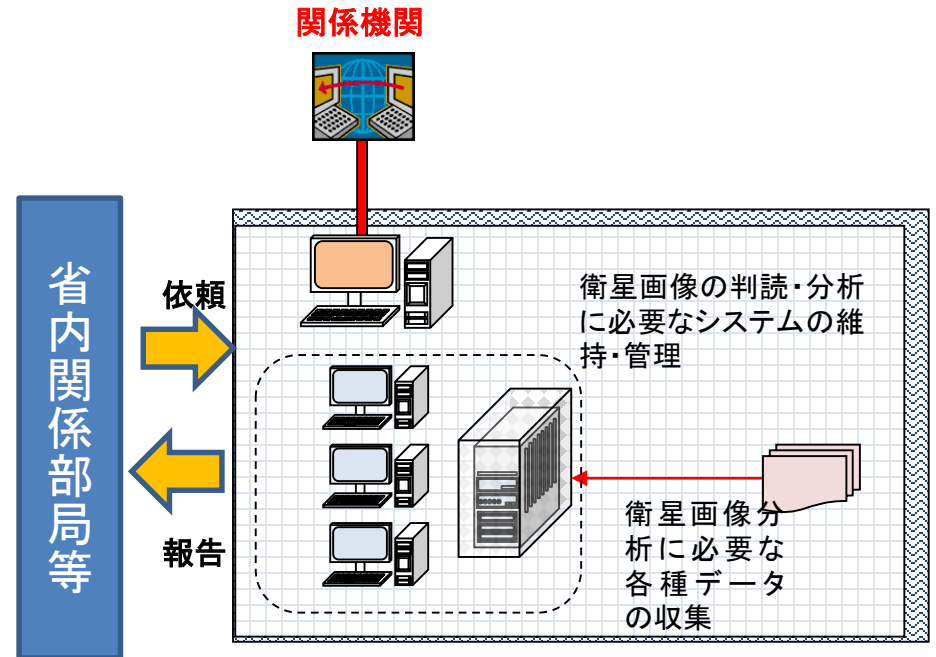 関係機関
省内関係部局等
依頼
衛星画像の判読・分析
に必要なシステムの維
持・管理
報告
衛星画像分
析に必要な
各種データ
の収集